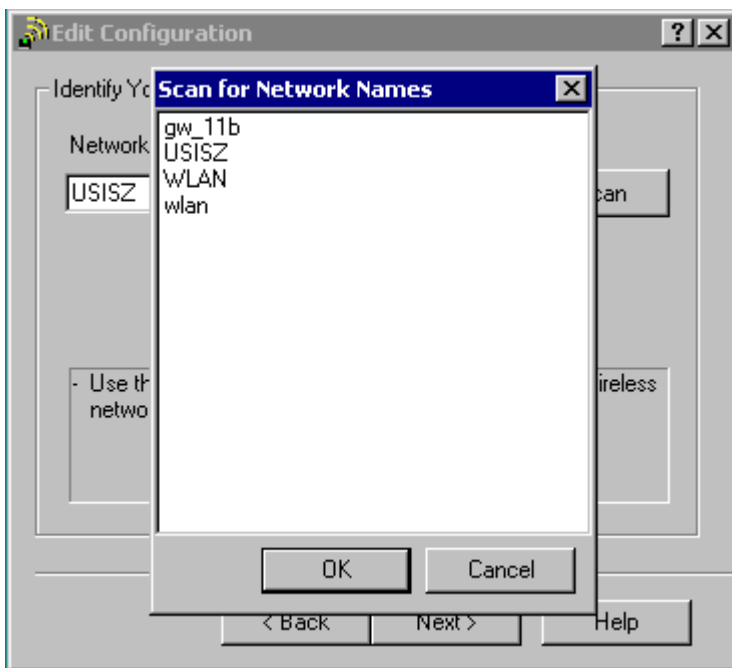 Edit Configuration
Identify Yo
Scan for Network Names
gw_11b
USISZ
WLAN
wlan
Network
USISZ
can
- Use th
ireless
netwo
OK Cancel
< Back Next > Help